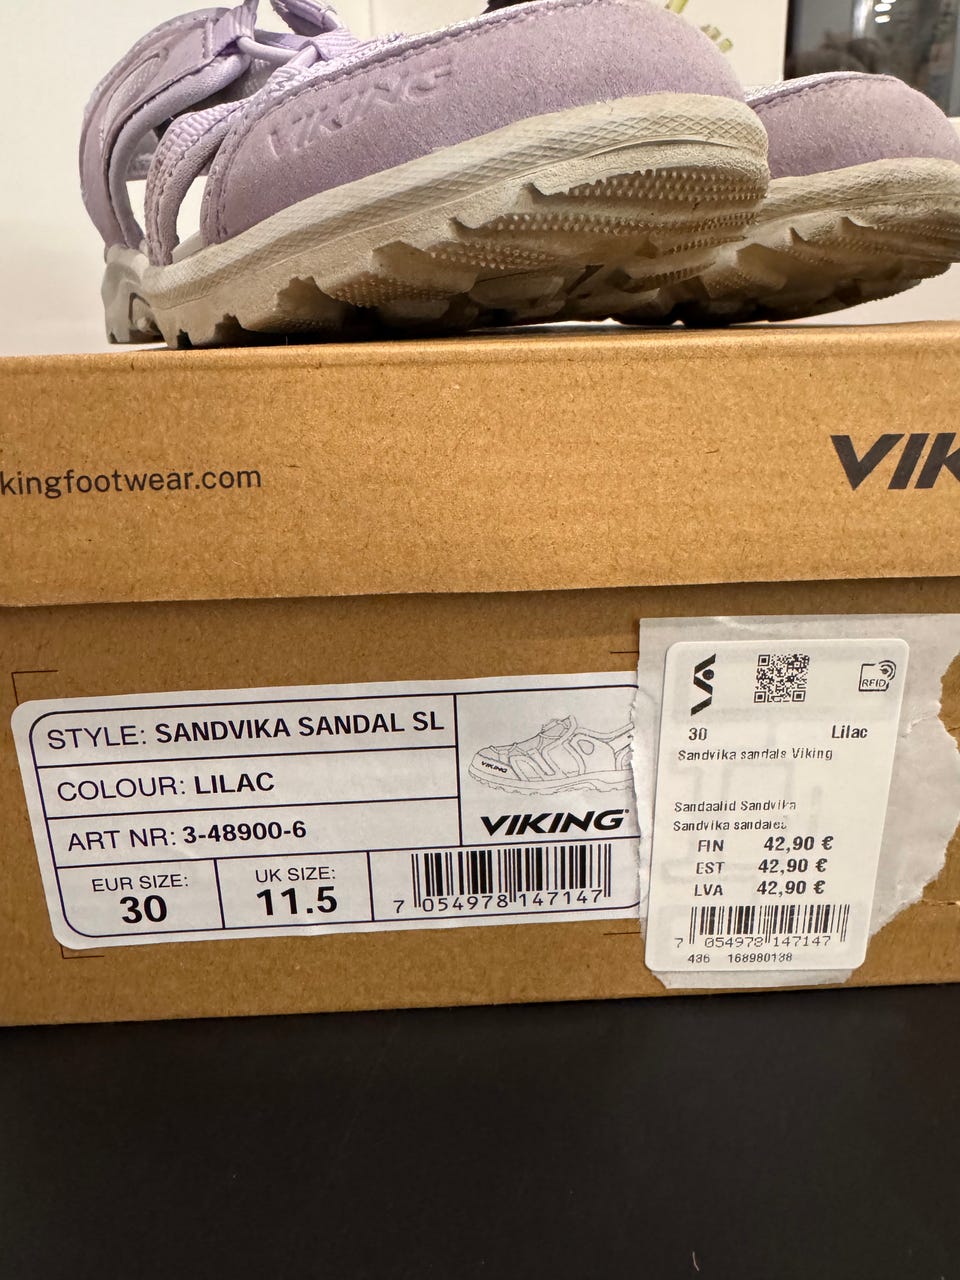 VIKING
kingfootwear.com
VIK
STYLE: SANDVIKA SANDAL SL
COLOUR: LILAC
ART NR: 3-48900-6
EUR SIZE:
30
UK SIZE:
11.5
VIKING
VIKING
7 054978 147147
RFID
30 Lilac
Sandvika sandals Viking
Sandaalid Sandvika
Sandvika sandales
FIN 42,90 €
EST 42,90 €
LVA 42,90 €
7 054978 147147
436 168980138